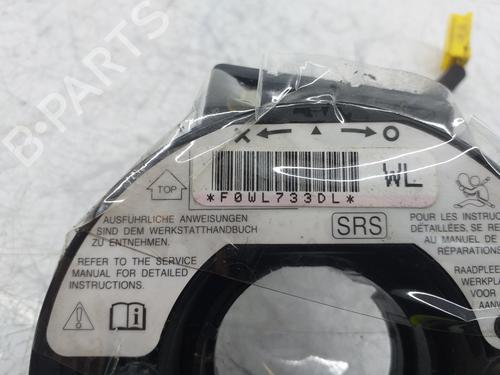 B-PARTS
WL
*F0WL733DL*
TOP
SRS
AUSFÜHRLICHE ANWEISUNGEN
SIND DEM WERKSTATTHANDBUCH
ZU ENTNEHMEN.
REFER TO THE SERVICE
MANUAL FOR DETAILED
INSTRUCTIONS.
POUR LES INSTRUC
DÉTAILLÉES, SE RE
AU MANUEL DE
RÉPARATIONS
RAADPLEE
WERKPLA
VOOR
AANV